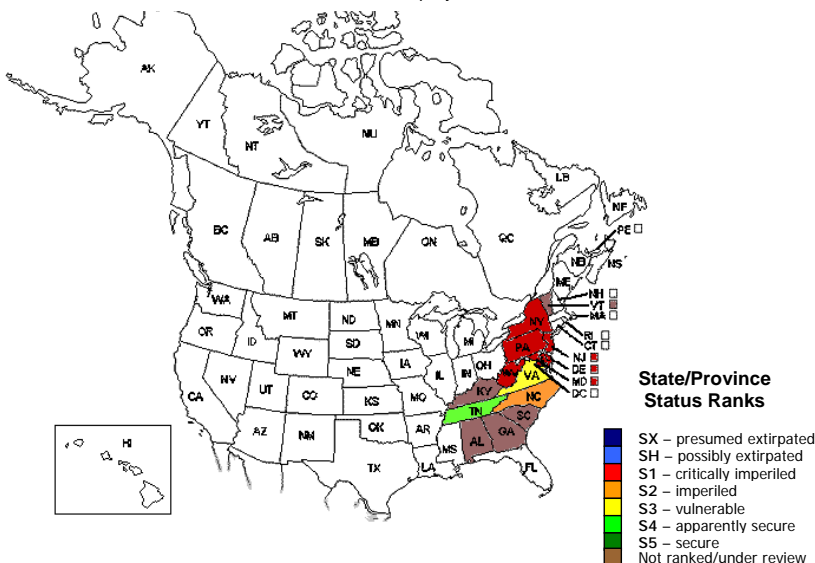 AK
YT
NT
NU
BC
AB
SK
MB
ON
QC
LB
NF
PE
NB
NS
ME
NH
VT
MA
RI
CT
NJ
DE
MD
DC
WA
OR
ID
MT
WY
ND
SD
NE
MN
WI
MI
IA
IL
IN
OH
NY
PA
WV
VA
KY
NC
TN
SC
CA
NV
UT
CO
KS
MO
AZ
NM
OK
AR
TX
LA
MS
AL
GA
FL
HI
State/Province
Status Ranks
SX – presumed extirpated
SH – possibly extirpated
S1 – critically imperiled
S2 – imperiled
S3 – vulnerable
S4 – apparently secure
S5 – secure
Not ranked/under review